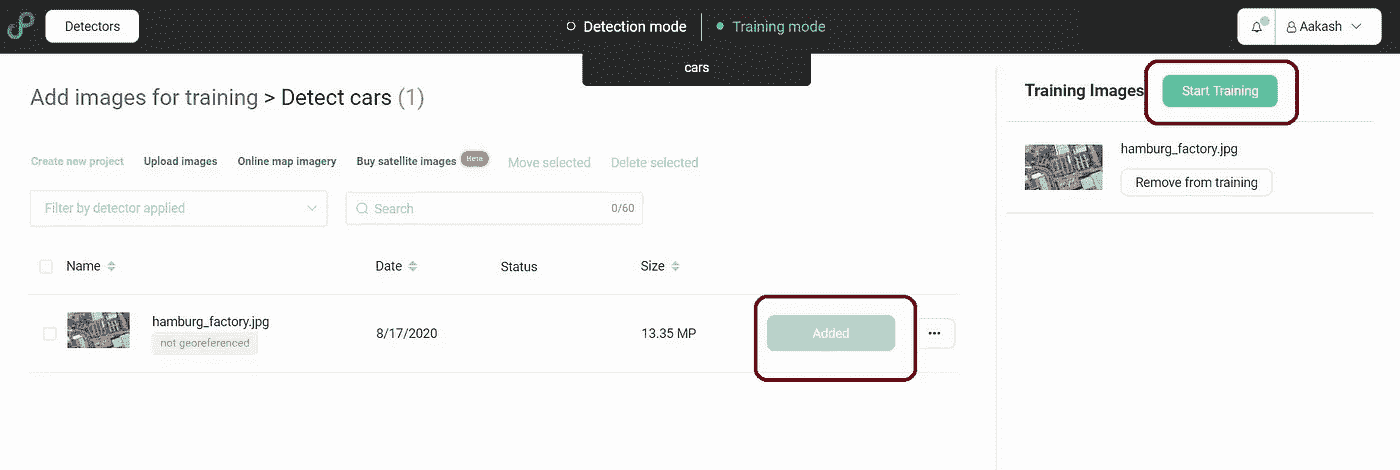 Detectors
Detection mode
Training mode
Aakash
cars
Add images for training > Detect cars (1)
Training Images
Start Training
Create new project
Upload images
Online map imagery
Buy satellite images
Beta
Move selected
Delete selected
hamburg_factory.jpg
Remove from training
Filter by detector applied
Search
0/60
Name
Date
Status
Size
hamburg_factory.jpg
not georeferenced
8/17/2020
13.35 MP
Added